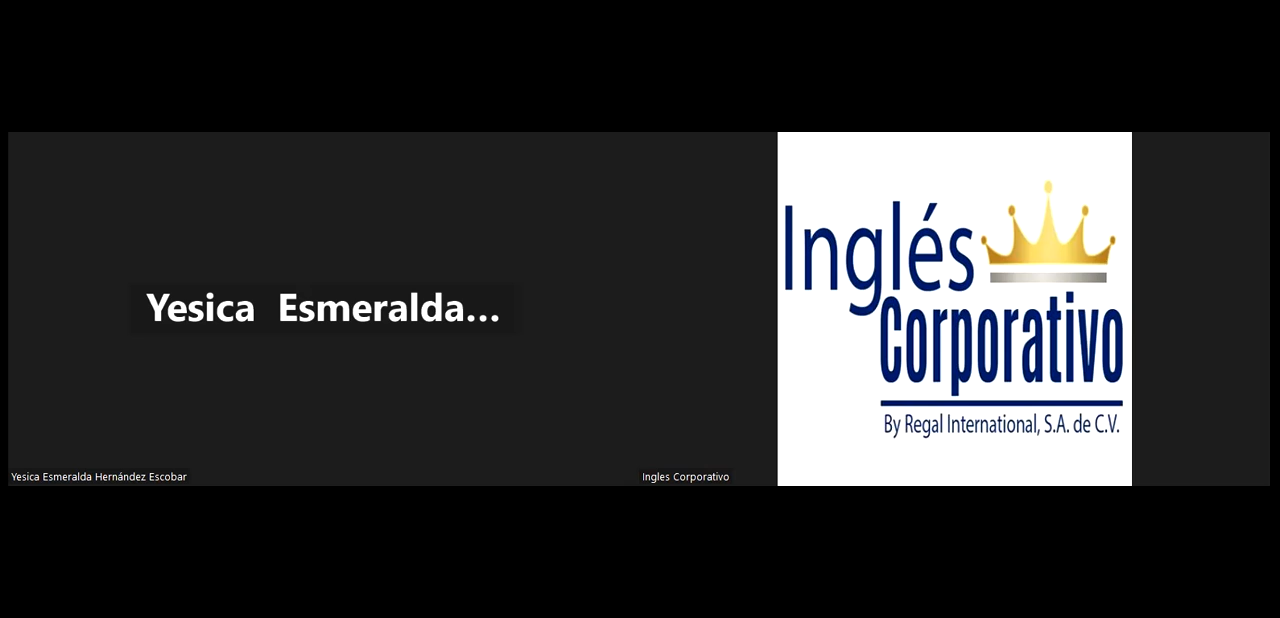 Yesica Esmeralda...
Yesica Esmeralda Hernández Escobar
Inglés
Corporativo
By Regal International, S.A. de C.V.
Ingles Corporativo